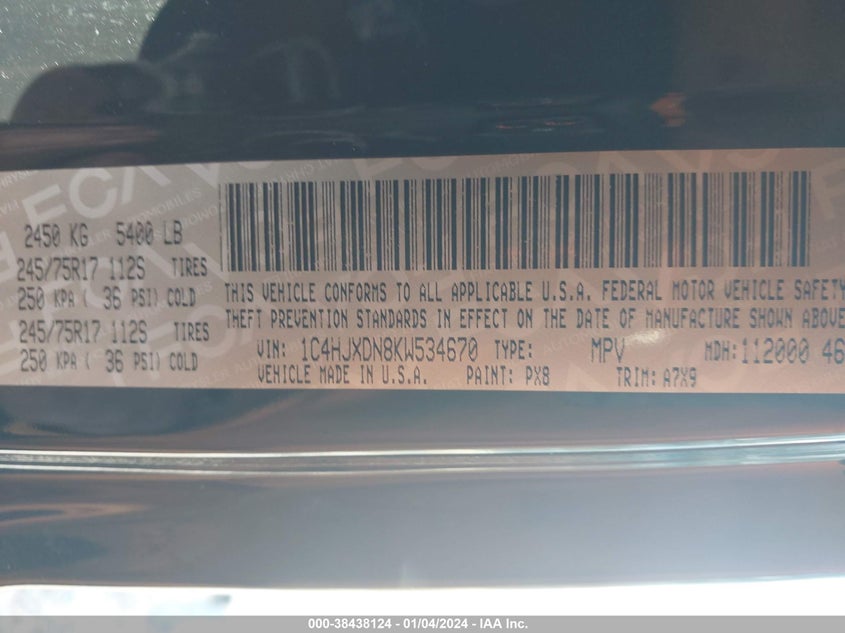 2450 KG 5400 LB
245/75R17 112S TIRES
250 KPA ( 36 PSI) COLD
245/75R17 112S TIRES
250 KPA ( 36 PSI) COLD
THIS VEHICLE CONFORMS TO ALL APPLICABLE U.S.A. FEDERAL MOTOR VEHICLE SAFETY
THEFT PREVENTION STANDARDS IN EFFECT ON THE DATE OF MANUFACTURE SHOWN ABOVE
VIN: 1C4HJXDN8KW534670 TYPE: MPV MDH: 112000 46
VEHICLE MADE IN U.S.A. PAINT: PX8 TRIM: A7X9
000-38438124 - 01/04/2024 - IAA Inc.